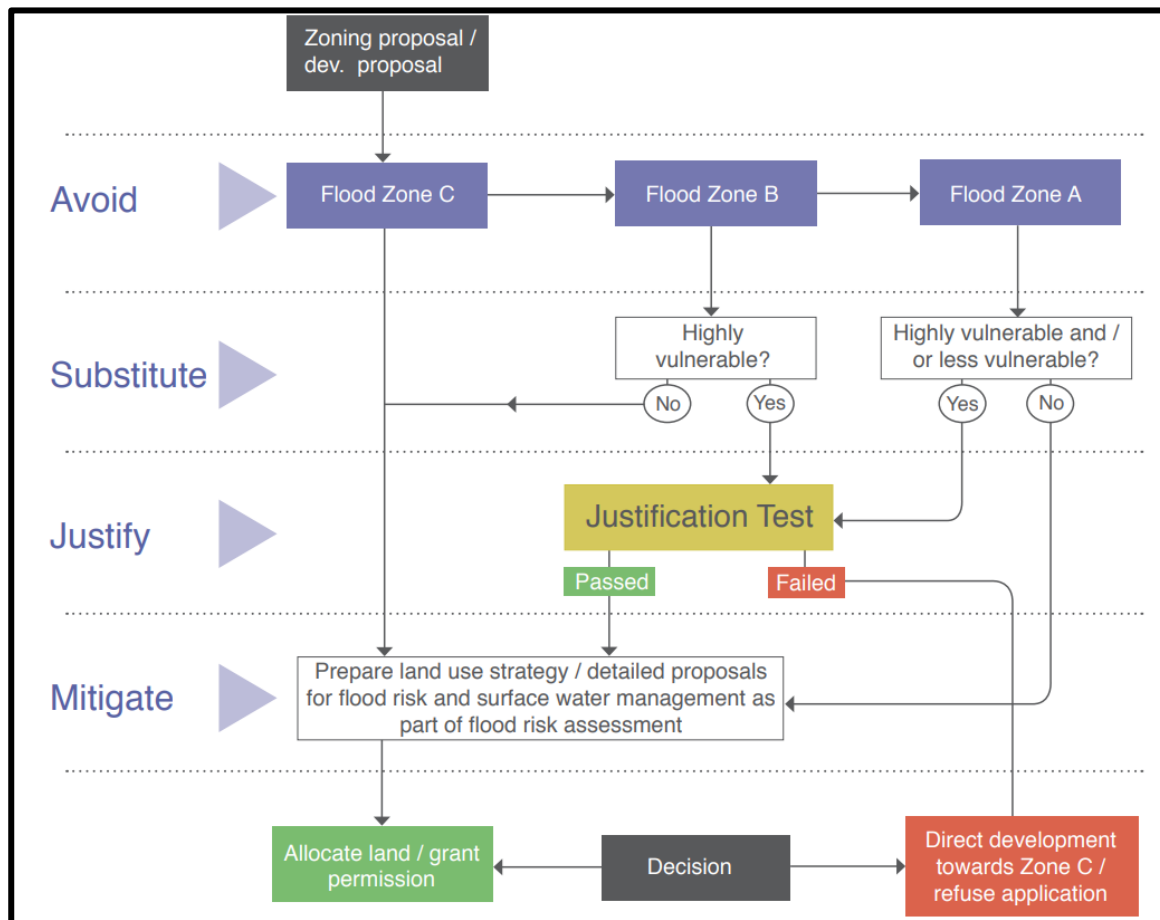 Zoning proposal /
dev. proposal
Avoid
Flood Zone C
Flood Zone B
Flood Zone A
Substitute
Highly
vulnerable?
Highly vulnerable and /
or less vulnerable?
No
Yes
Yes
No
Justify
Justification Test
Passed
Failed
Mitigate
Prepare land use strategy / detailed proposals
for flood risk and surface water management as
part of flood risk assessment
Allocate land / grant
permission
Decision
Direct development
towards Zone C /
refuse application